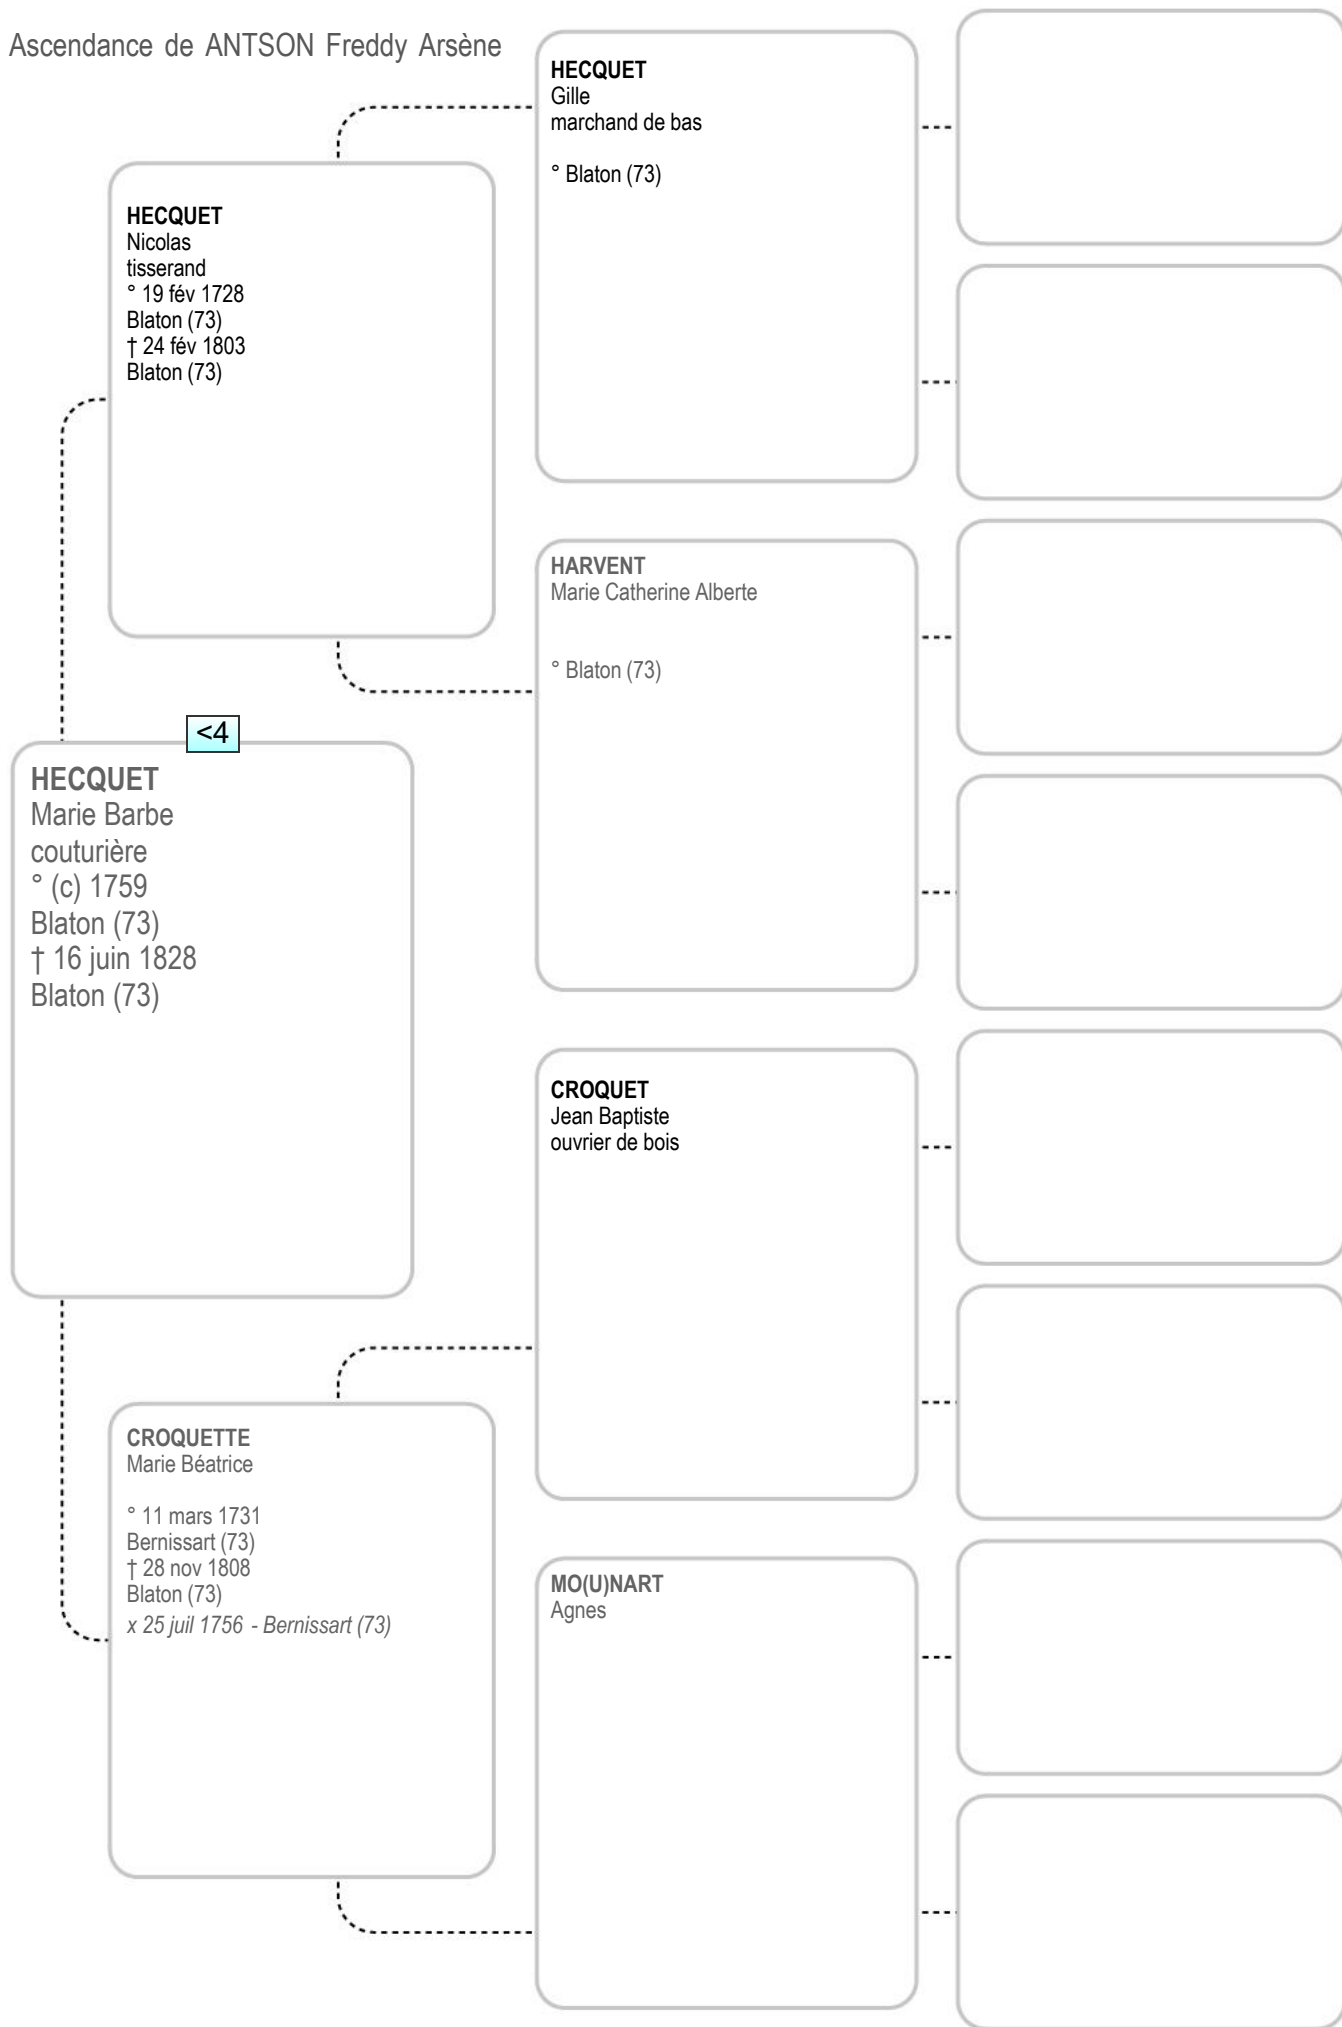 Ascendance de ANTSON Freddy Arsène
HECQUET
Gille
marchand de bas
° Blaton (73)
HECQUET
Nicolas
tisserand
° 19 fév 1728
Blaton (73)
† 24 fév 1803
Blaton (73)
HARVENT
Marie Catherine Alberte
° Blaton (73)
<4
HECQUET
Marie Barbe
couturière
° (c) 1759
Blaton (73)
† 16 juin 1828
Blaton (73)
CROQUET
Jean Baptiste
ouvrier de bois
CROQUETTE
Marie Béatrice
° 11 mars 1731
Bernissart (73)
† 28 nov 1808
Blaton (73)
x 25 juil 1756 - Bernissart (73)
MO(U)NART
Agnes